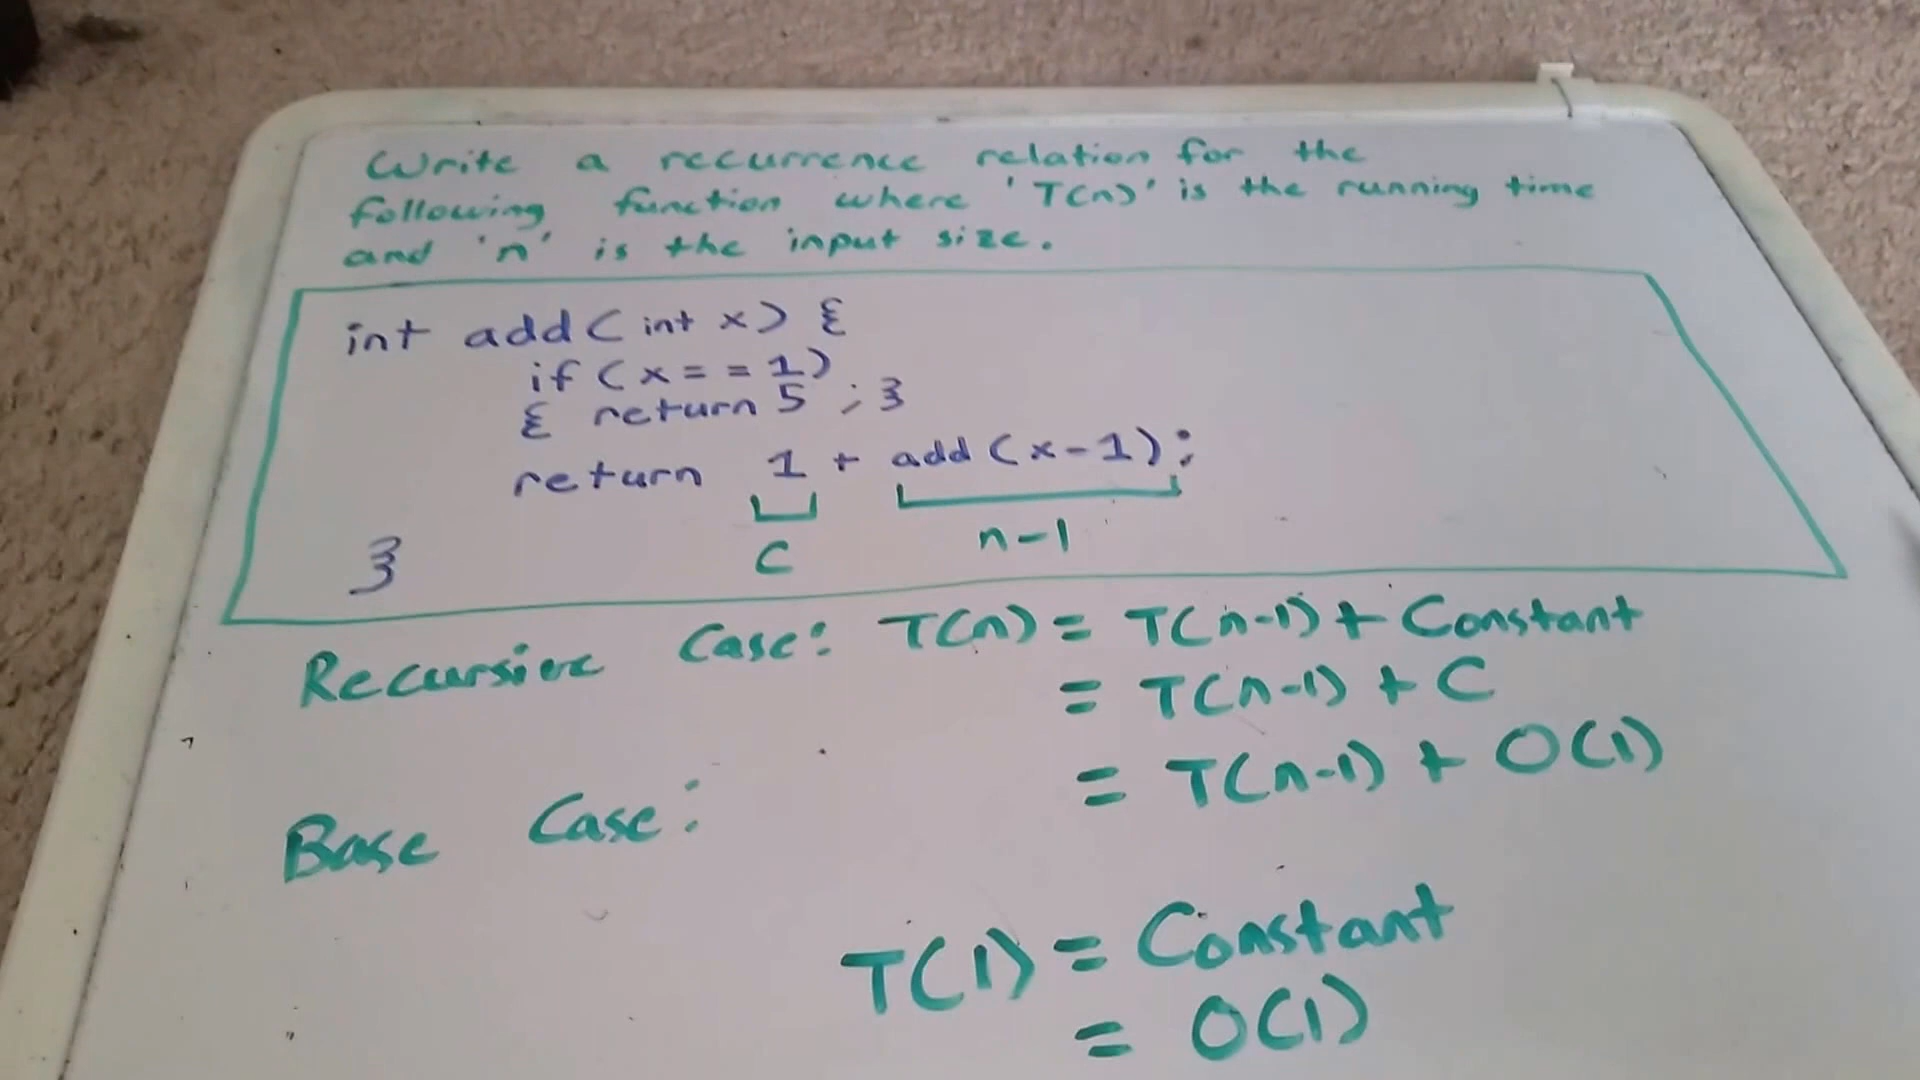 Write a recurrence relation for the
following function where 'T(n)' is the running time
and 'n' is the input size.
int add(int x) {
if (x == 1)
{ return 5 ; }
return 1 + add(x-1);
C n-1
}
Recursive Case: T(n) = T(n-1) + Constant
= T(n-1) + C
= T(n-1) + O(1)
Base Case:
T(1) = Constant
= O(1)